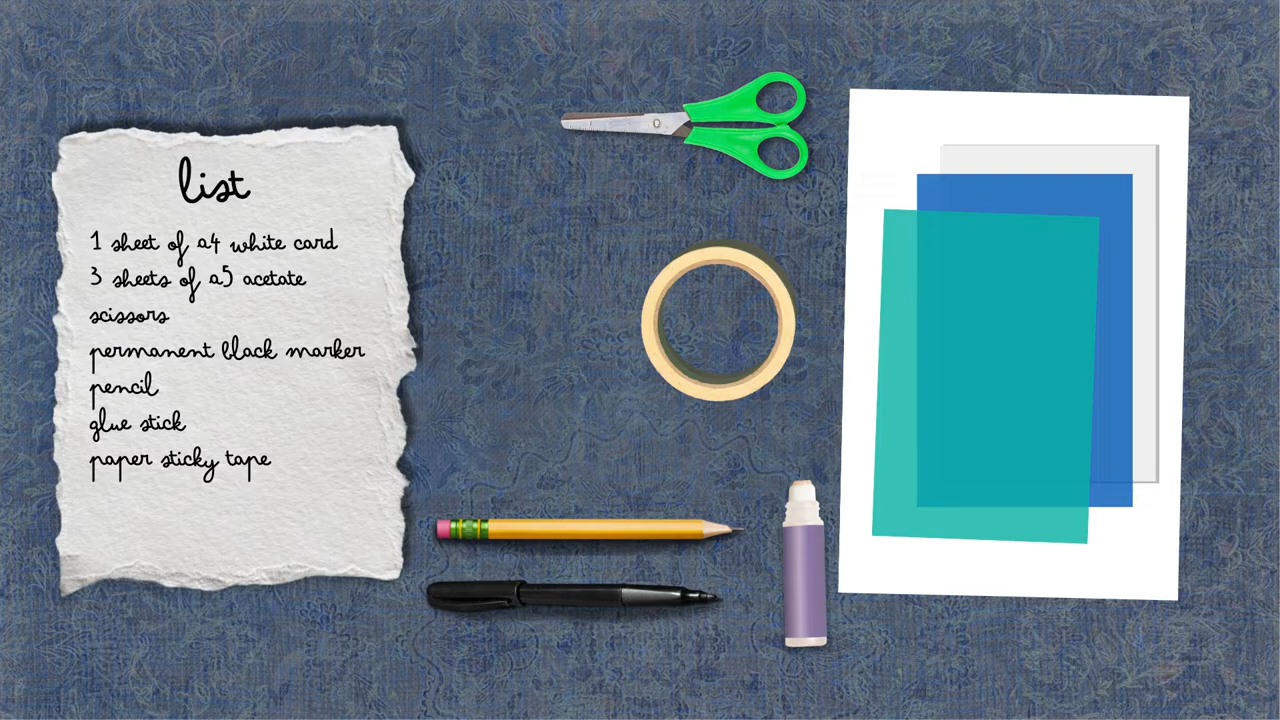 list
1 sheet of a4 white card
3 sheets of a5 acetate
scissors
permanent black marker
pencil
glue stick
paper sticky tape